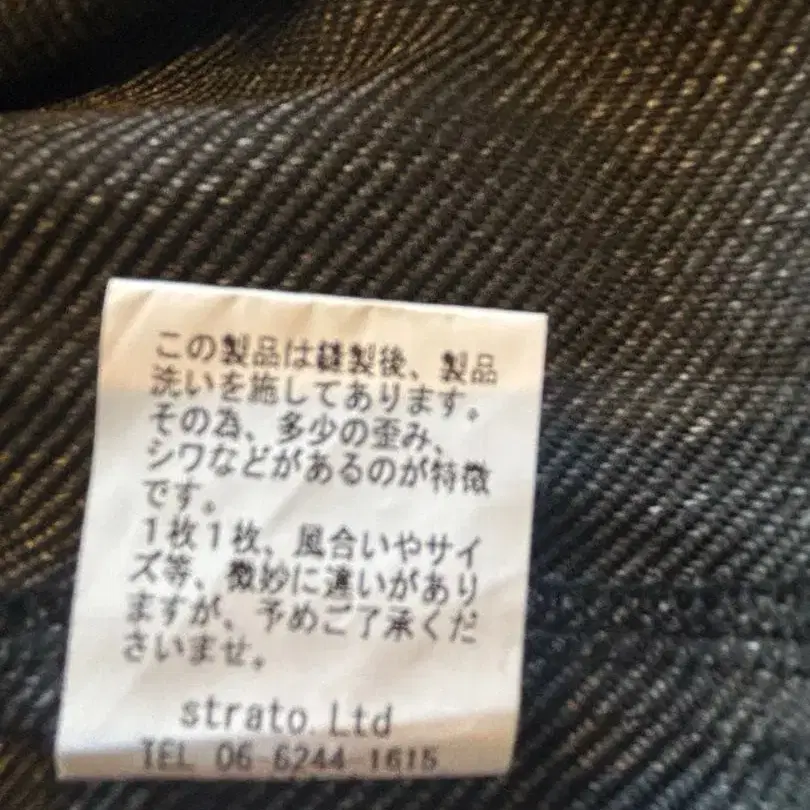 この製品は縫製後、製品
洗いを施してあります。
その為、多少の歪み、
シワなどがあるのが特徴
です。
1枚1枚、風合いやサイ
ズ等、微妙に違いがあり
ますが、予めご了承くだ
さいませ。
strato.Ltd
TEL 06-6244-1615